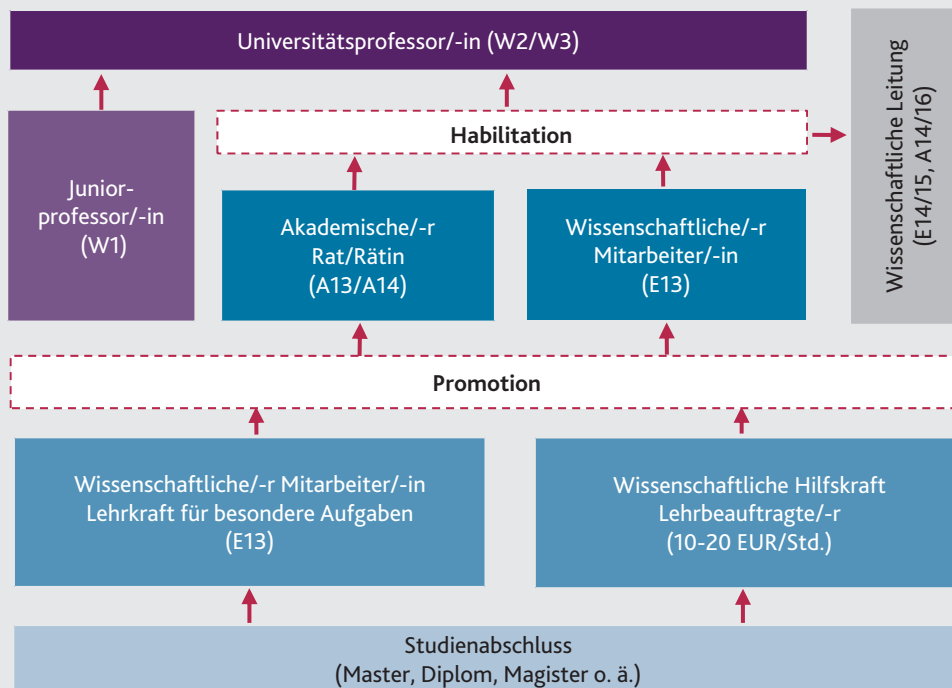 Universitätsprofessor/-in (W2/W3)
Habilitation
Wissenschaftliche Leitung
(E14/15, A14/16)
Junior-
professor/-in
(W1)
Akademische/-r
Rat/Rätin
(A13/A14)
Wissenschaftliche/-r
Mitarbeiter/-in
(E13)
Promotion
Wissenschaftliche/-r Mitarbeiter/-in
Lehrkraft für besondere Aufgaben
(E13)
Wissenschaftliche Hilfskraft
Lehrbeauftragte/-r
(10-20 EUR/Std.)
Studienabschluss
(Master, Diplom, Magister o. ä.)